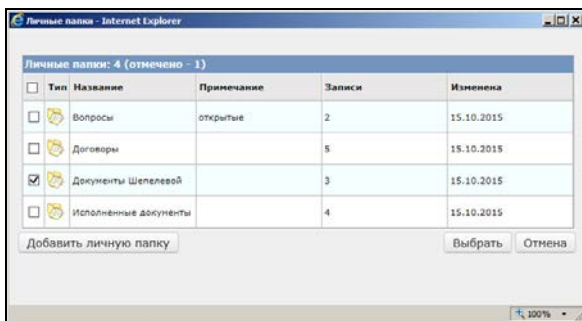 Личные папки - Internet Explorer
Личные папки: 4 (отмечено - 1)
Тип Название Примечание Записи Изменена
Вопросы открытые 2 15.10.2015
Договоры 5 15.10.2015
Документы Шепелевой 3 15.10.2015
Исполненные документы 4 15.10.2015
Добавить личную папку Выбрать Отмена
100%